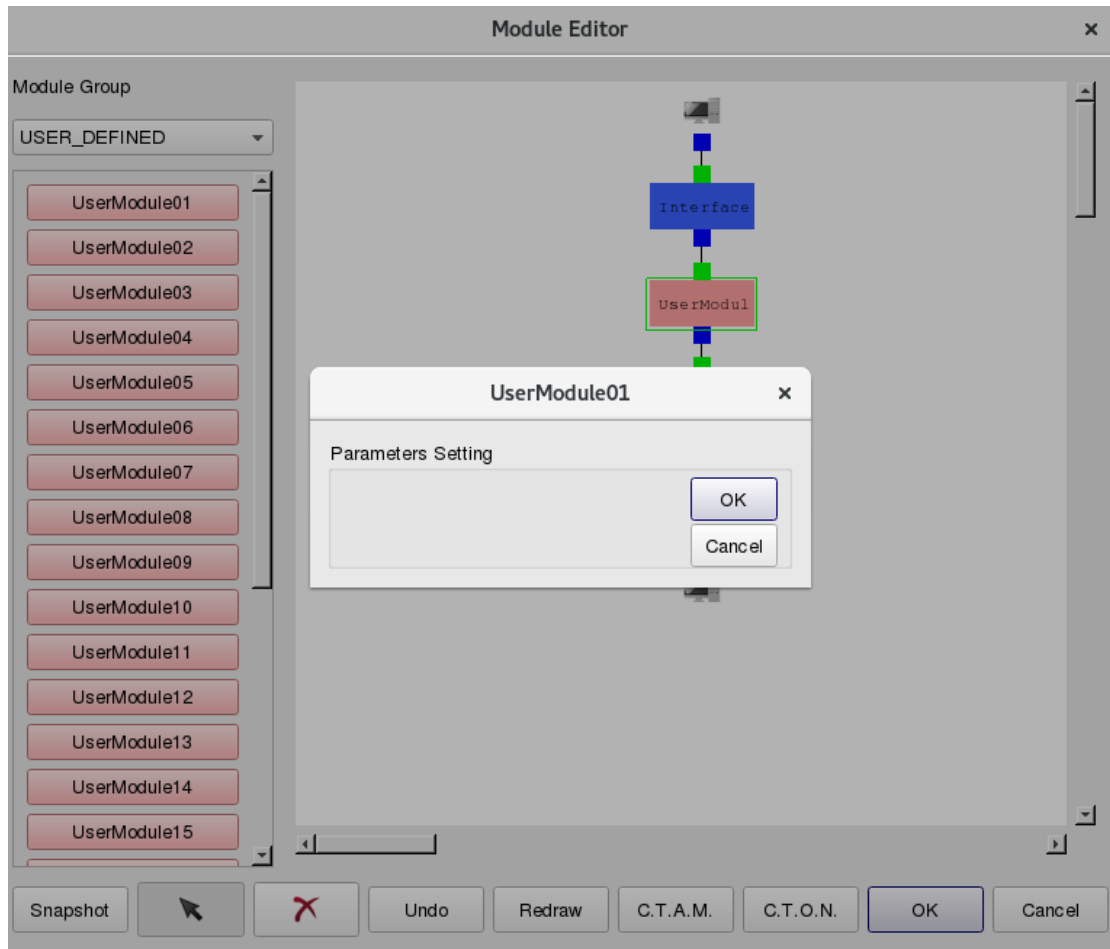 Module Editor
Module Group
USER_DEFINED
UserModule01
UserModule02
UserModule03
UserModule04
UserModule05
UserModule06
UserModule07
UserModule08
UserModule09
UserModule10
UserModule11
UserModule12
UserModule13
UserModule14
UserModule15
Interface
UserModul
UserModule01
Parameters Setting
OK
Cancel
Snapshot
Undo
Redraw
C.T.A.M.
C.T.O.N.
OK
Cancel